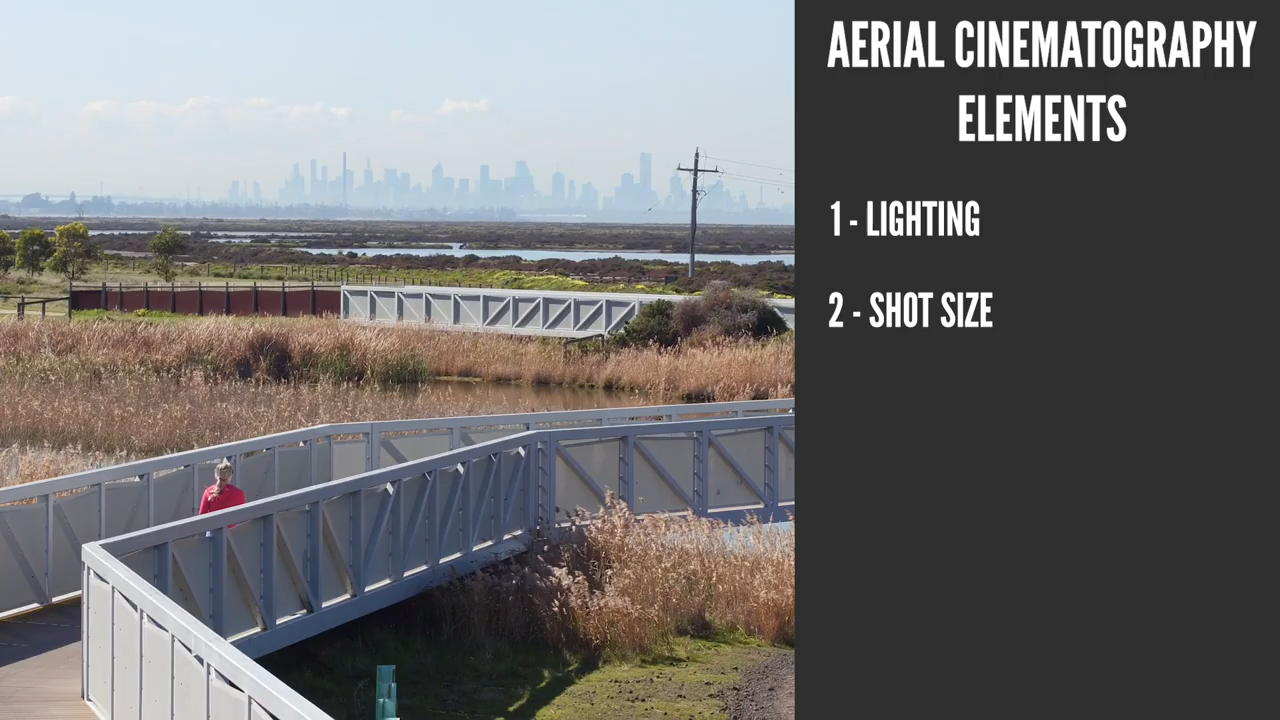 AERIAL CINEMATOGRAPHY
ELEMENTS
1 - LIGHTING
2 - SHOT SIZE